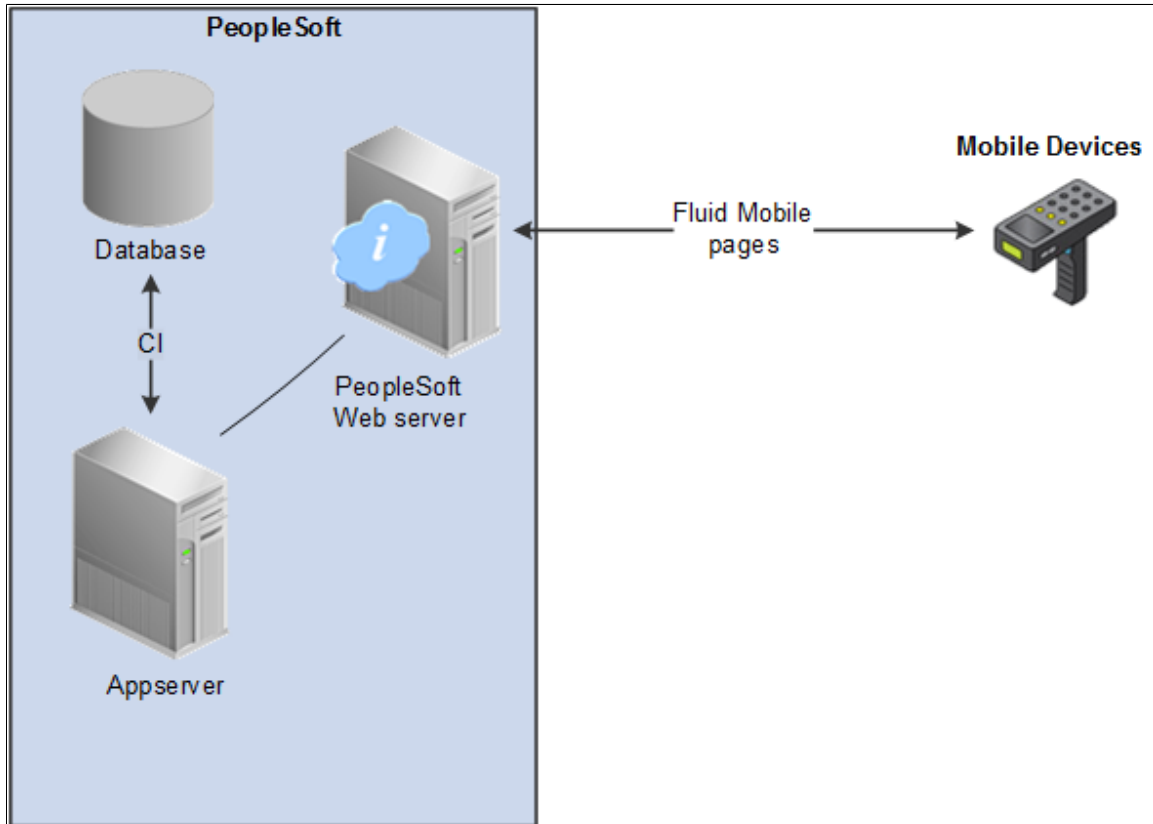 PeopleSoft
Database
CI
Appserver
PeopleSoft
Web server
Fluid Mobile
pages
Mobile Devices
i